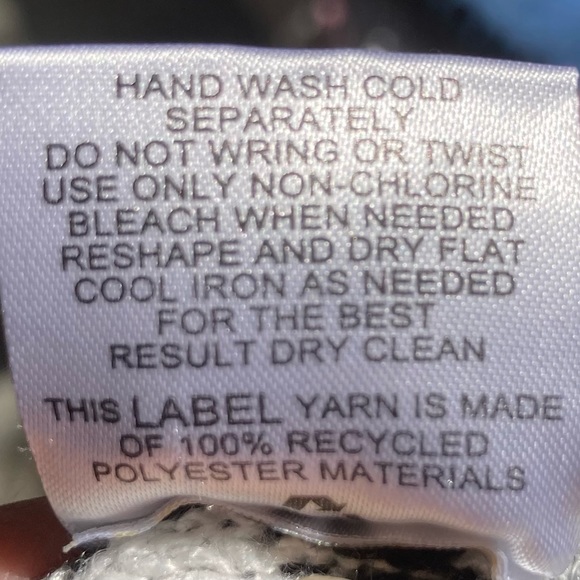 HAND WASH COLD
SEPARATELY
DO NOT WRING OR TWIST
USE ONLY NON-CHLORINE
BLEACH WHEN NEEDED
RESHAPE AND DRY FLAT
COOL IRON AS NEEDED
FOR THE BEST
RESULT DRY CLEAN
THIS LABEL YARN IS MADE
OF 100% RECYCLED
POLYESTER MATERIALS